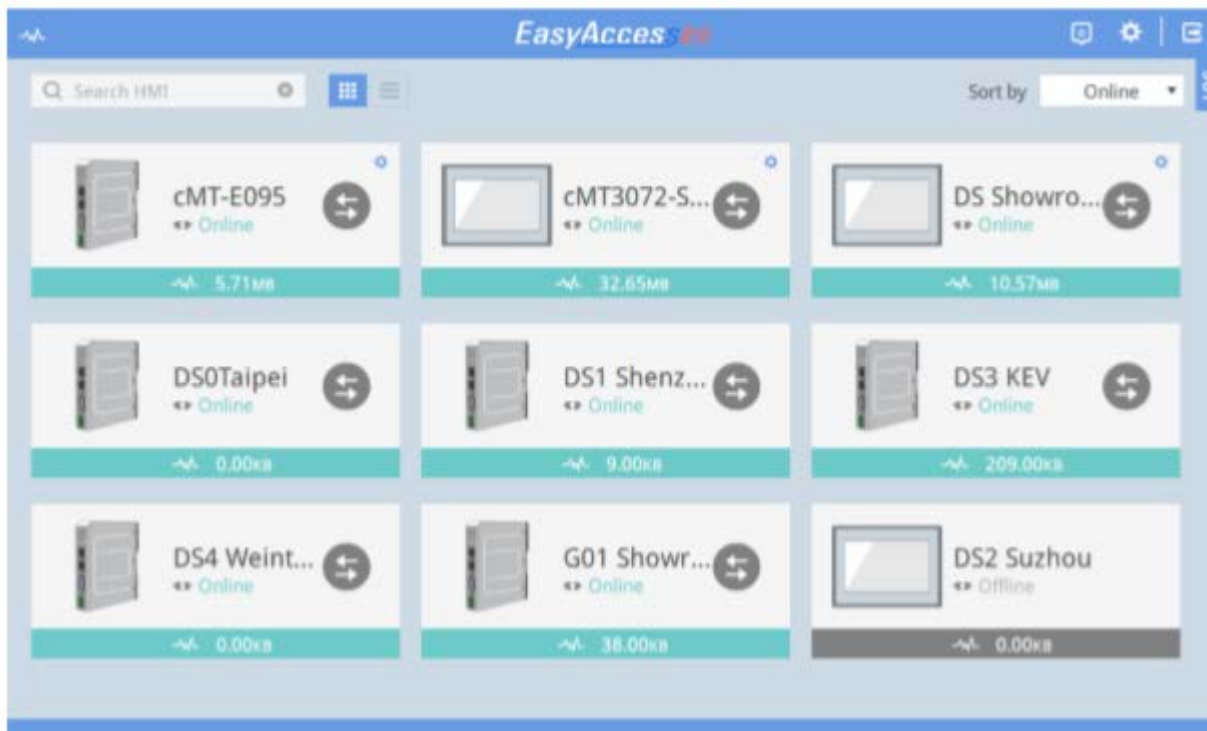 EasyAccess
Search HMI
Sort by Online
cMT-E095
Online
5.71MB
cMT3072-S...
Online
32.65MB
DS Showro...
Online
10.57MB
DS0Taipei
Online
0.00KB
DS1 Shenz...
Online
9.00KB
DS3 KEV
Online
209.00KB
DS4 Weint...
Online
0.00KB
G01 Showr...
Online
38.00KB
DS2 Suzhou
Offline
0.00KB